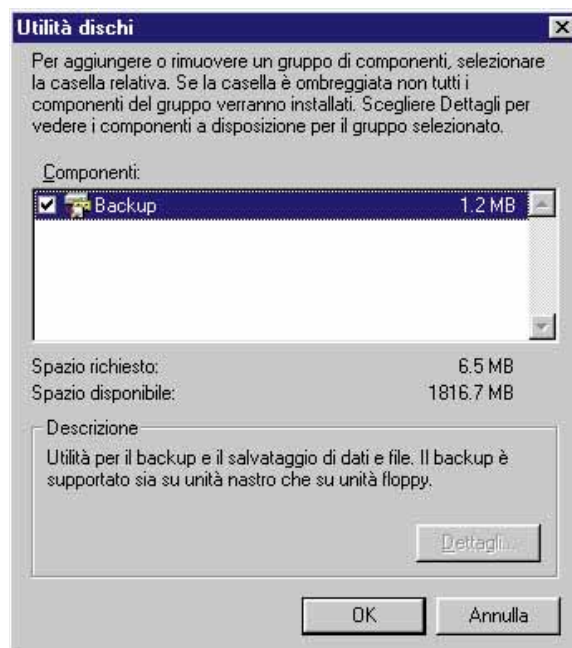 Utilità dischi
Per aggiungere o rimuovere un gruppo di componenti, selezionare
la casella relativa. Se la casella è ombreggiata non tutti i
componenti del gruppo verranno installati. Scegliere Dettagli per
vedere i componenti a disposizione per il gruppo selezionato.
Componenti:
Backup 1.2 MB
Spazio richiesto: 6.5 MB
Spazio disponibile: 1816.7 MB
Descrizione
Utilità per il backup e il salvataggio di dati e file. Il backup è
supportato sia su unità nastro che su unità floppy.
Dettagli...
OK Annulla